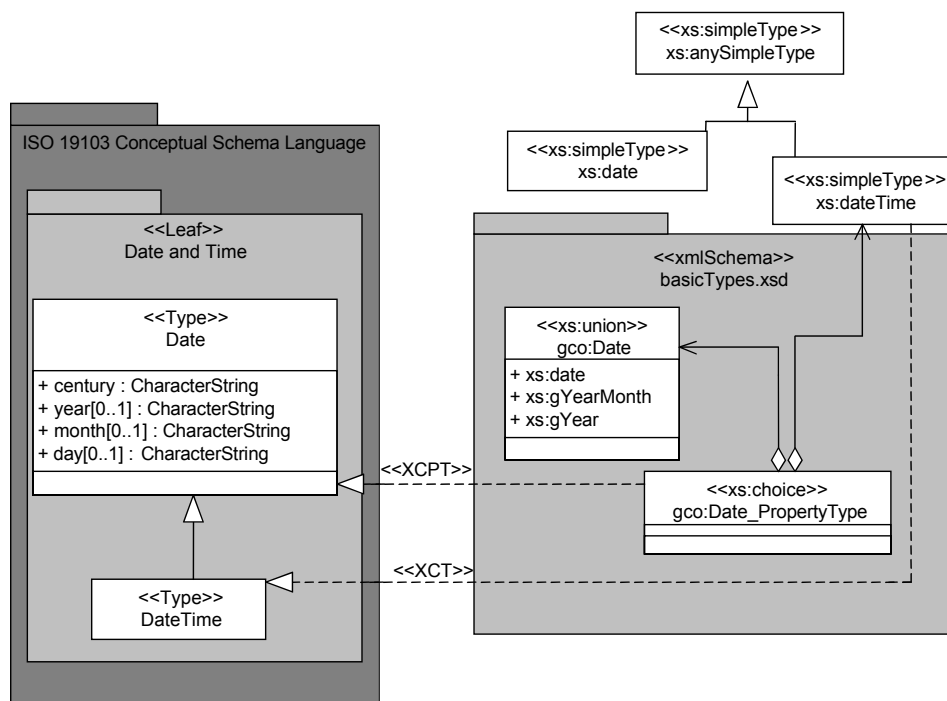 <<xs:simpleType>>
xs:anySimpleType
ISO 19103 Conceptual Schema Language
<<xs:simpleType>>
xs:date
<<xs:simpleType>>
xs:dateTime
<<Leaf>>
Date and Time
<<xmlSchema>>
basicTypes.xsd
<<Type>>
Date
+ century : CharacterString
+ year[0..1] : CharacterString
+ month[0..1] : CharacterString
+ day[0..1] : CharacterString
<<xs:union>>
gco:Date
+ xs:date
+ xs:gYearMonth
+ xs:gYear
<<XCPT>>
<<xs:choice>>
gco:Date_PropertyType
<<XCT>>
<<Type>>
DateTime